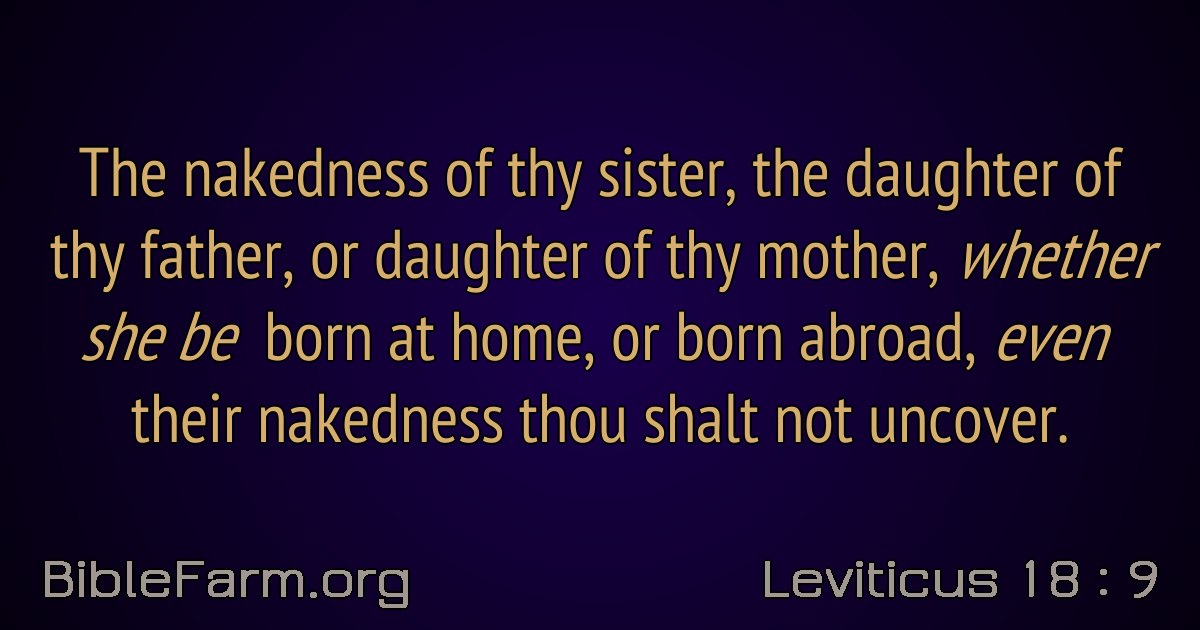 The nakedness of thy sister, the daughter of
thy father, or daughter of thy mother, whether
she be born at home, or born abroad, even
their nakedness thou shalt not uncover.
BibleFarm.org
Leviticus 18 : 9